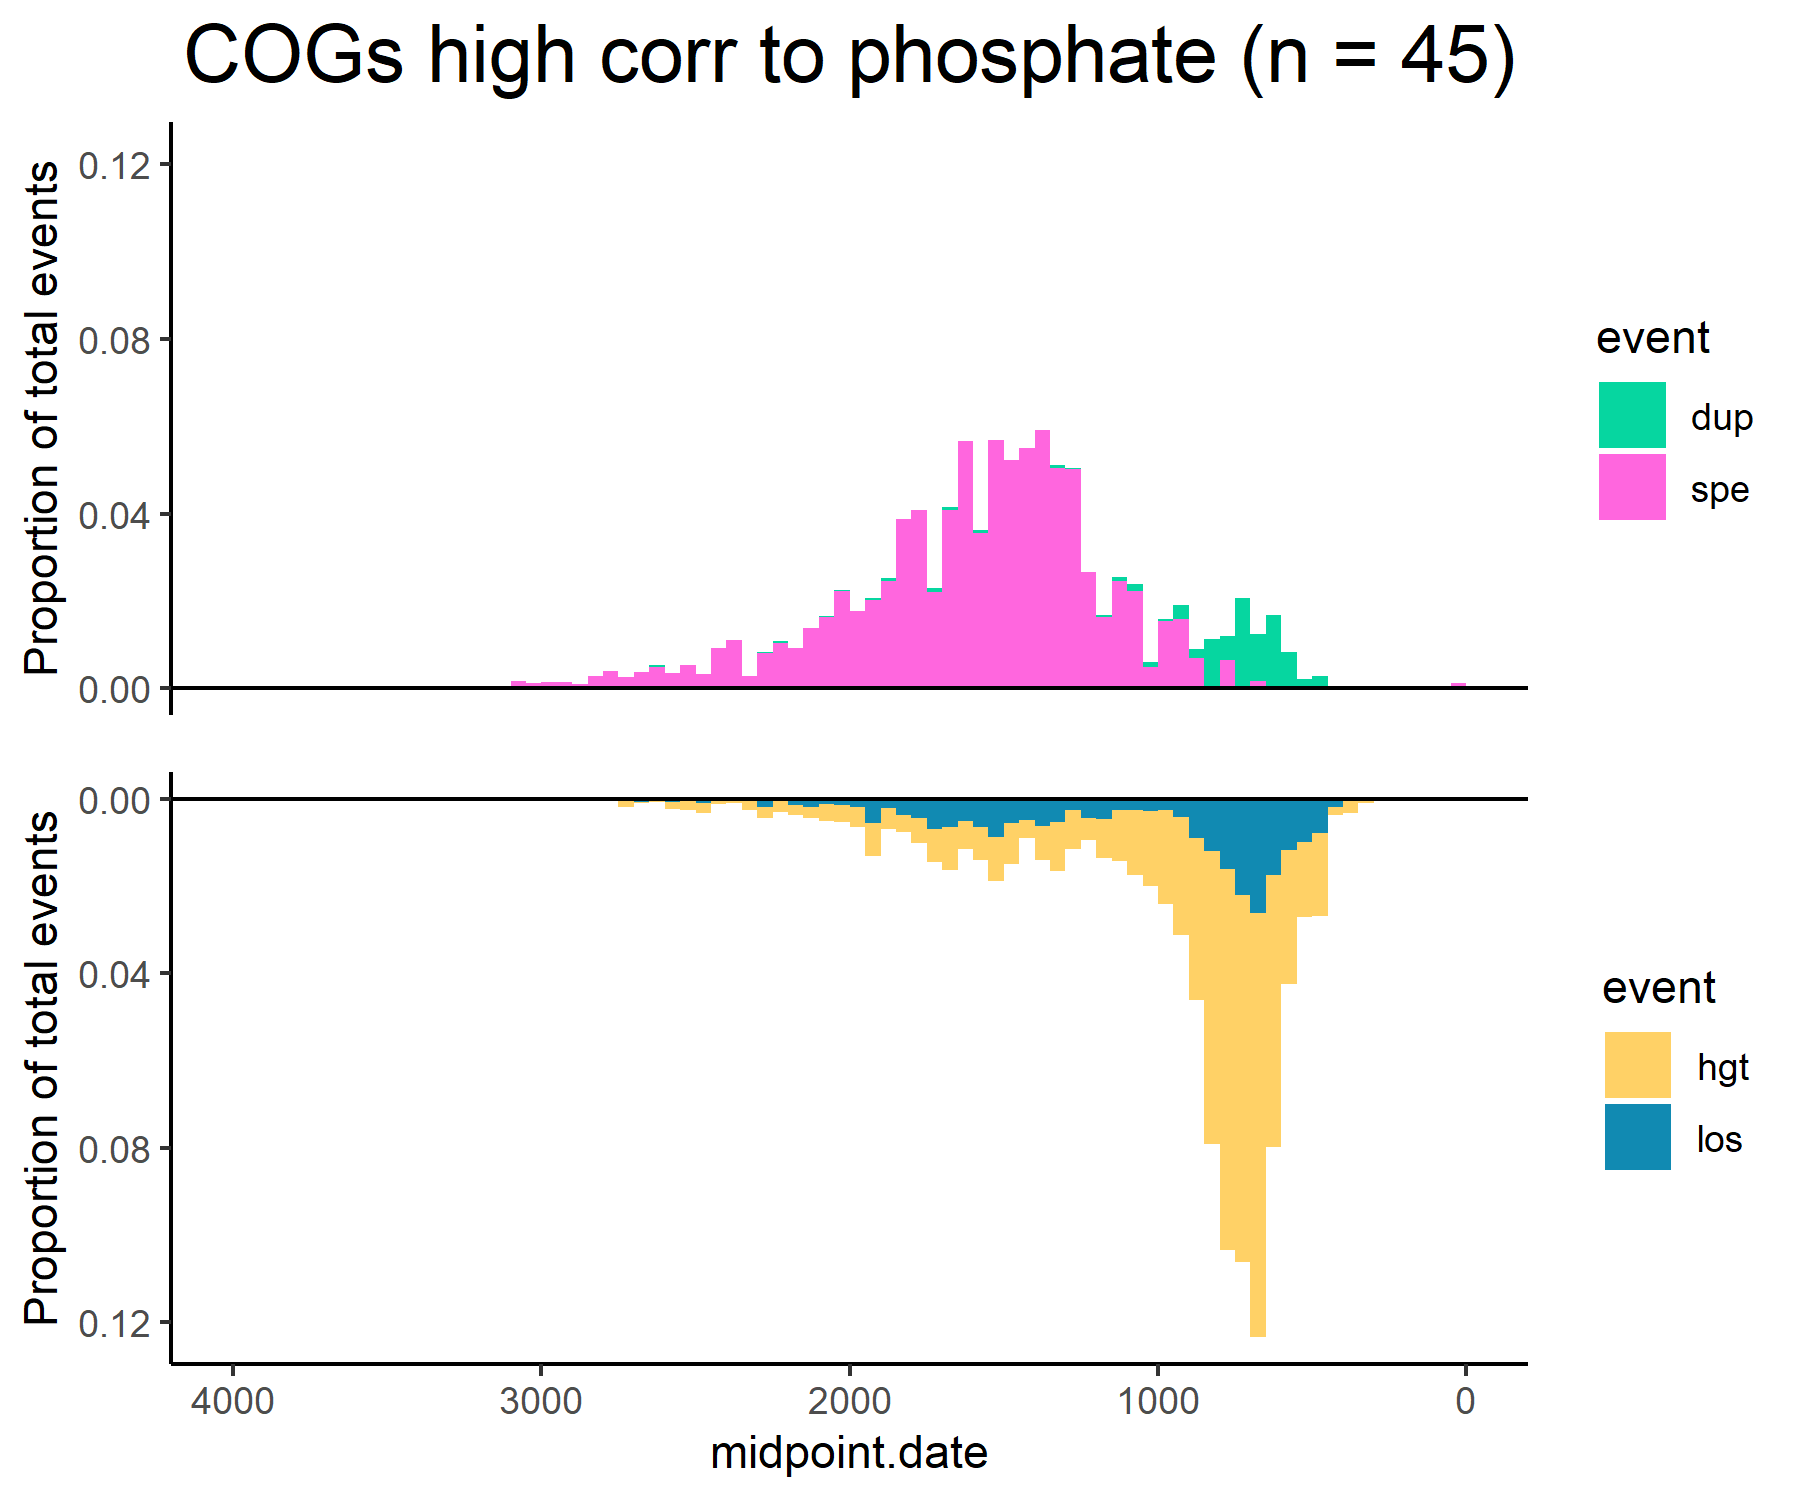 COGs high corr to phosphate (n = 45)
Proportion of total events
0.12
0.08
0.04
0.00
event
dup
spe
Proportion of total events
0.00
0.04
0.08
0.12
event
hgt
los
4000 3000 2000 1000 0
midpoint.date